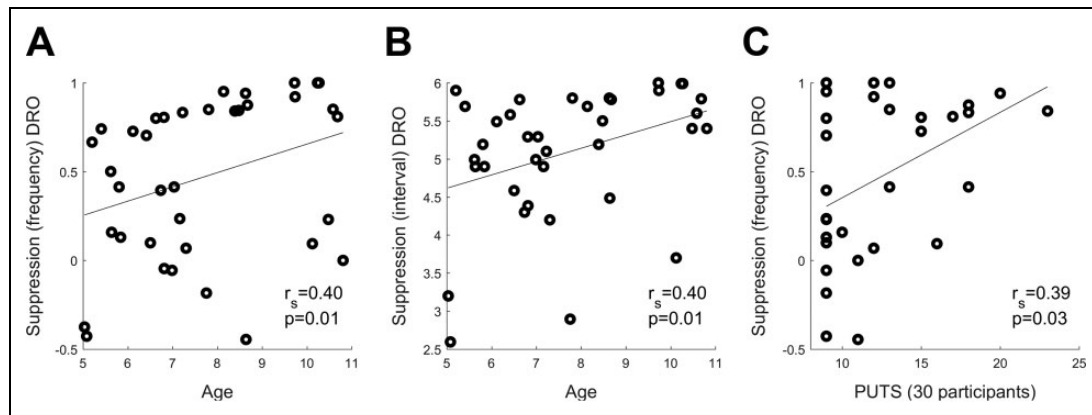 A
Suppression (frequency) DRO
1
0.5
0
-0.5
5 6 7 8 9 10 11
Age
r_s=0.40
p=0.01
B
Suppression (interval) DRO
6
5.5
5
4.5
4
3.5
3
2.5
5 6 7 8 9 10 11
Age
r_s=0.40
p=0.01
C
Suppression (frequency) DRO
1
0.5
0
-0.5
10 15 20 25
PUTS (30 participants)
r_s=0.39
p=0.03